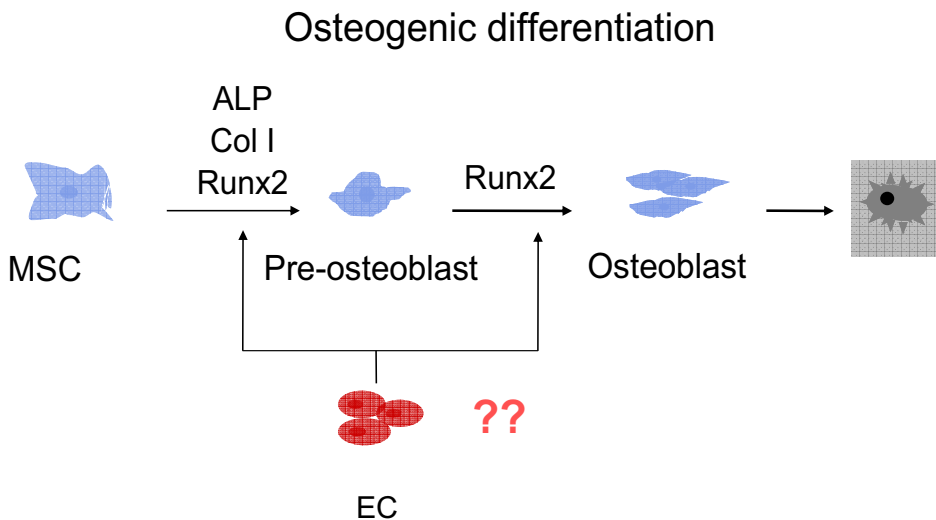 Osteogenic differentiation
ALP
Col I
Runx2
Runx2
MSC
Pre-osteoblast
Osteoblast
??
EC